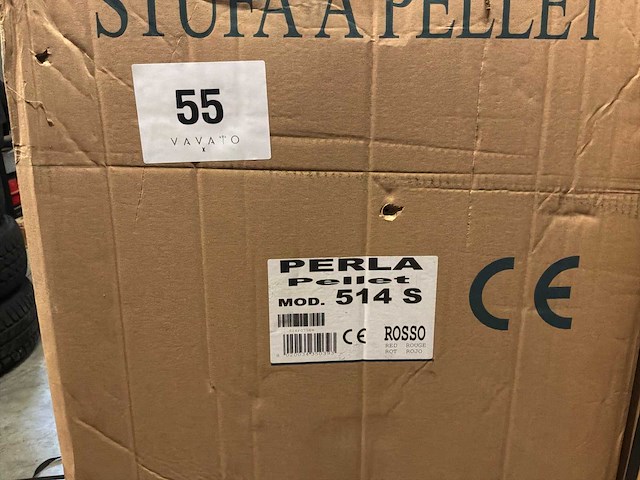 STUFA A PELLET
55
VAVATO
X
PERLA
Pellet
MOD. 514 S
CE ROSSO
RED ROUGE
ROT ROJO
CE